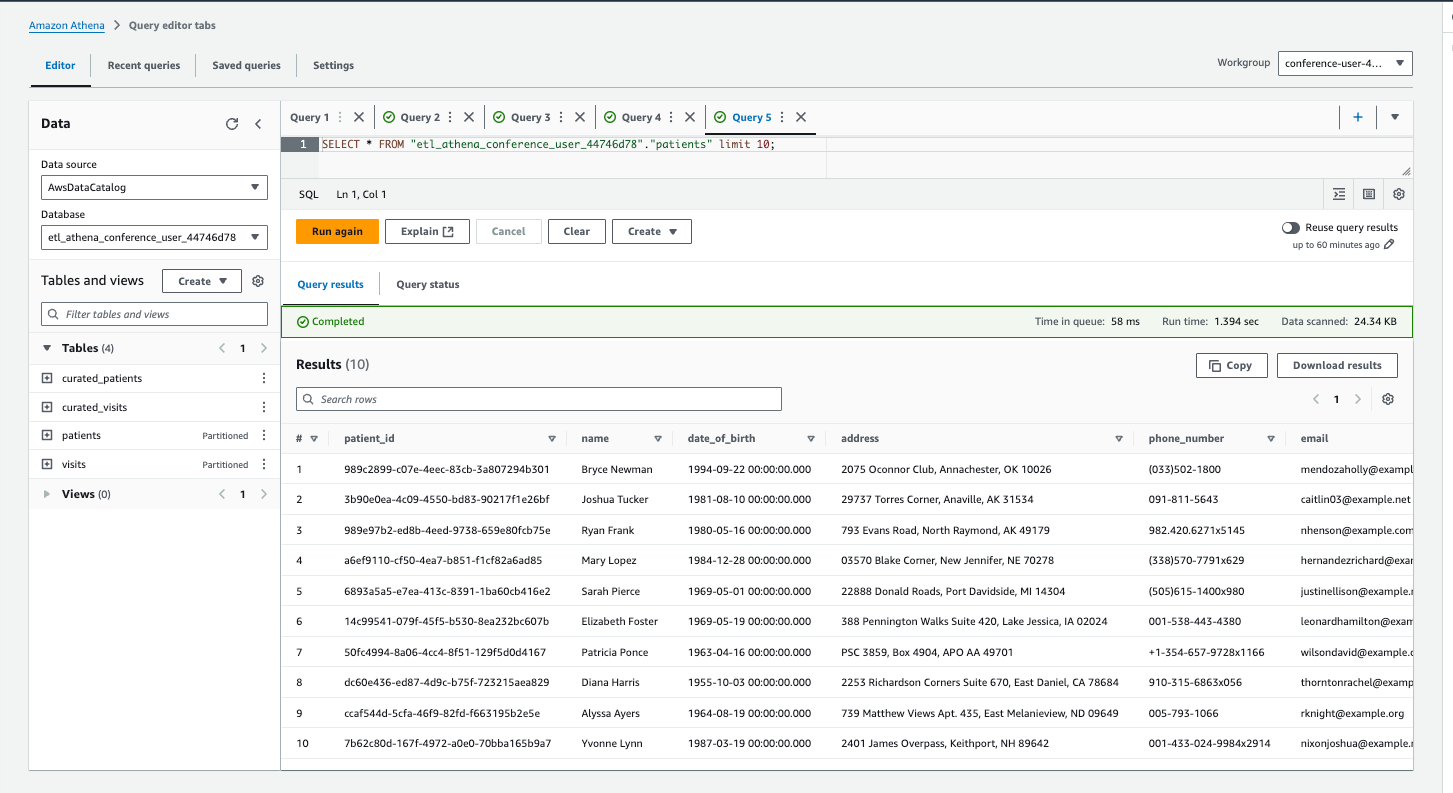 Amazon Athena > Query editor tabs
Editor Recent queries Saved queries Settings
Workgroup conference-user-4...
Data
Data source
AwsDataCatalog
Database
etl_athena_conference_user_44746d78
Tables and views Create
Filter tables and views
Tables (4) 1
curated_patients
curated_visits
patients Partitioned
visits Partitioned
Views (0) 1
Query 1 Query 2 Query 3 Query 4 Query 5
1 SELECT * FROM "etl_athena_conference_user_44746d78"."patients" limit 10;
SQL Ln 1, Col 1
Run again Explain Cancel Clear Create
Reuse query results
up to 60 minutes ago
Query results Query status
Completed Time in queue: 58 ms Run time: 1.394 sec Data scanned: 24.34 KB
Results (10) Copy Download results
Search rows 1
# patient_id name date_of_birth address phone_number email
1 989c2899-c07e-4eec-83cb-3a807294b301 Bryce Newman 1994-09-22 00:00:00.000 2075 Oconnor Club, Annachester, OK 10026 (033)502-1800 mendozaholly@exampl
2 3b90e0ea-4c09-4550-bd83-90217f1e26bf Joshua Tucker 1981-08-10 00:00:00.000 29737 Torres Corner, Anaville, AK 31534 091-811-5643 caitlin03@example.net
3 989e97b2-ed8b-4eed-9738-659e80fcb75e Ryan Frank 1980-05-16 00:00:00.000 793 Evans Road, North Raymond, AK 49179 982.420.6271x5145 nhenson@example.com
4 a6ef9110-cf50-4ea7-b851-f1cf82a6ad85 Mary Lopez 1984-12-28 00:00:00.000 03570 Blake Corner, New Jennifer, NE 70278 (338)570-7791x629 hernandezrichard@exa
5 6893a5a5-e7ea-413c-8391-1ba60cb416e2 Sarah Pierce 1969-05-01 00:00:00.000 22888 Donald Roads, Port Davidside, MI 14304 (505)615-1400x980 justinellison@example.
6 14c99541-079f-45f5-b530-8ea232bc607b Elizabeth Foster 1969-05-19 00:00:00.000 388 Pennington Walks Suite 420, Lake Jessica, IA 02024 001-538-443-4380 leonardhamilton@exam
7 50fc4994-8a06-4cc4-8f51-129f5d0d4167 Patricia Ponce 1963-04-16 00:00:00.000 PSC 3859, Box 4904, APO AA 49701 +1-354-657-9728x1166 wilsondavid@example.
8 dc60e436-ed87-4d9c-b75f-723215aea829 Diana Harris 1955-10-03 00:00:00.000 2253 Richardson Corners Suite 670, East Daniel, CA 78684 910-315-6863x056 thorntonrachel@examp
9 ccaf544d-5cfa-46f9-82fd-f663195b2e5e Alyssa Ayers 1964-08-19 00:00:00.000 739 Matthew Views Apt. 435, East Melanieview, ND 09649 005-793-1066 rknight@example.org
10 7b62c80d-167f-4972-a0e0-70bba165b9a7 Yvonne Lynn 1987-03-19 00:00:00.000 2401 James Overpass, Keithport, NH 89642 001-433-024-9984x2914 nixonjoshua@example.